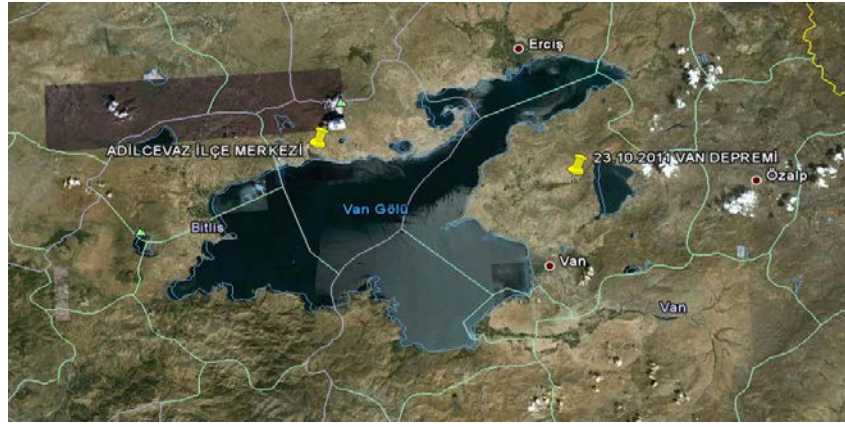 Erciş
ADİLCEVAZ İLÇE MERKEZİ
23 10 2011 VAN DEPREMİ
Özalp
Van Gölü
Bitlis
Van
Van